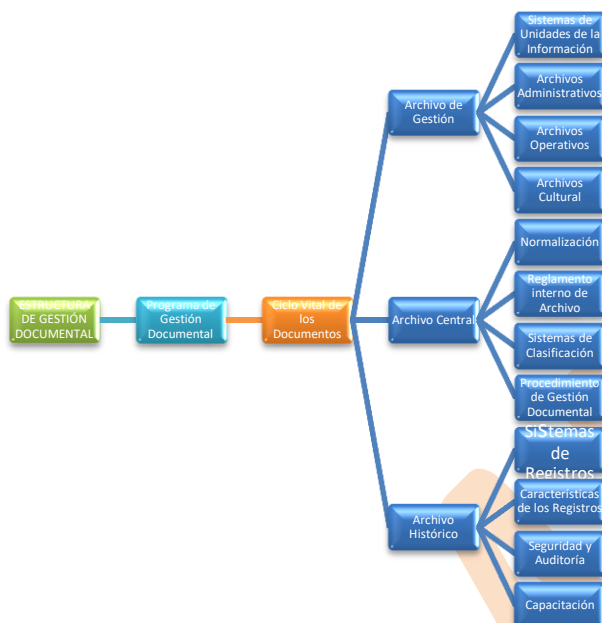 ESTRUCTURA
DE GESTIÓN
DOCUMENTAL
Programa de
Gestión
Documental
Ciclo Vital de
los
Documentos
Archivo de
Gestión
Sistemas de
Unidades de la
Información
Archivos
Administrativos
Archivos
Operativos
Archivos
Cultural
Archivo Central
Normalización
Reglamento
interno de
Archivo
Sistemas de
Clasificación
Procedimiento
de Gestión
Documental
Archivo
Histórico
SiStemas
de
Registros
Características
de los Registros
Seguridad y
Auditoría
Capacitación